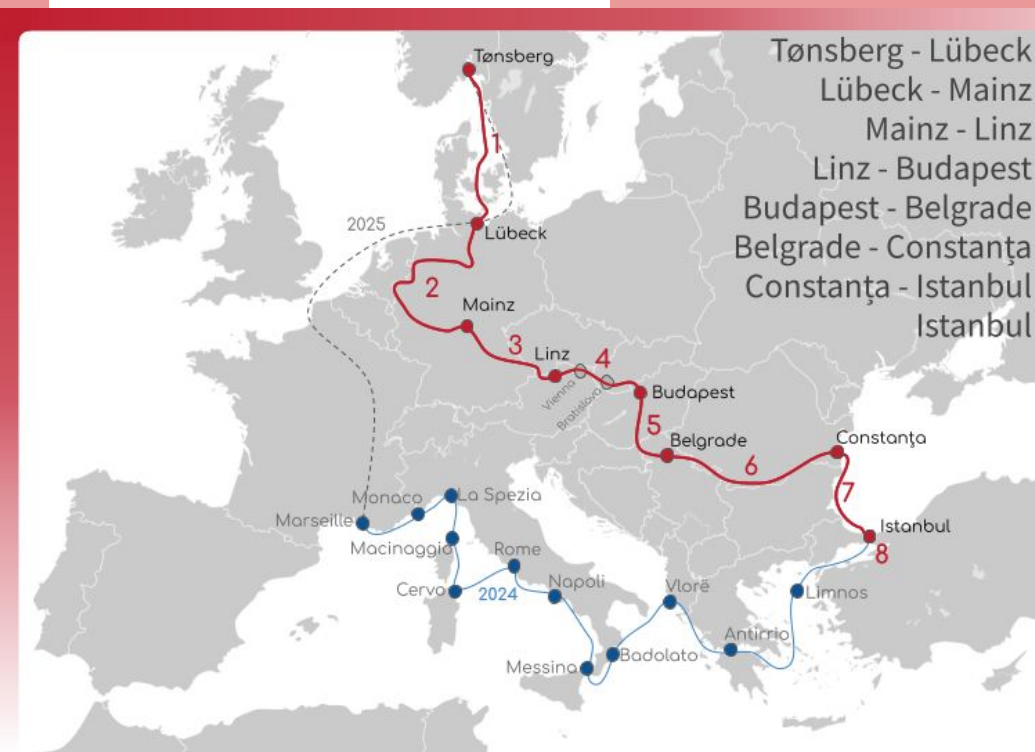 Tønsberg - Lübeck
Lübeck - Mainz
Mainz - Linz
Linz - Budapest
Budapest - Belgrade
Belgrade - Constanța
Constanța - Istanbul
Istanbul
Tønsberg
1
2025
Lübeck
2
Mainz
3
Linz
4
Vienna
Bratislava
Budapest
5
Belgrade
6
Constanța
7
Istanbul
8
Monaco
La Spezia
Marseille
Macinaggio
Rome
Cervo
2024
Napoli
Vlorë
Limnos
Antirrio
Messina
Badolato